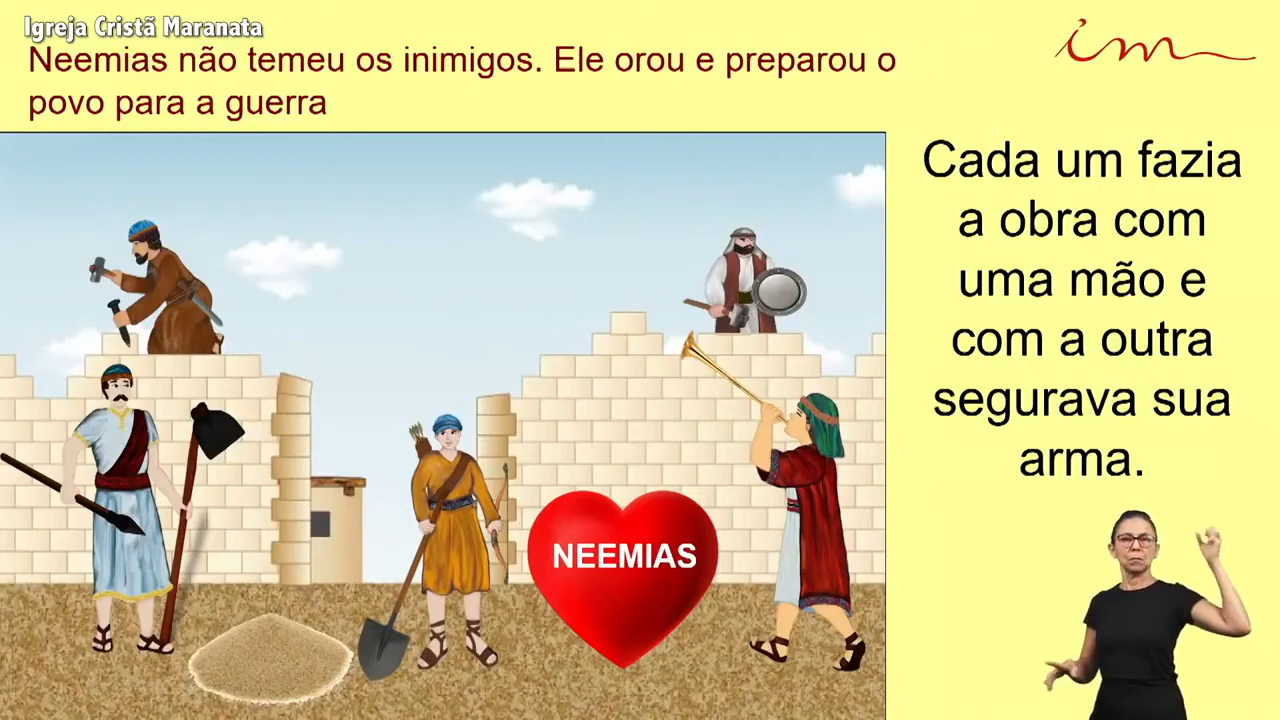 Igreja Cristã Maranata
Neemias não temeu os inimigos. Ele orou e preparou o
povo para a guerra
im
Cada um fazia
a obra com
uma mão e
com a outra
segurava sua
arma.
NEEMIAS